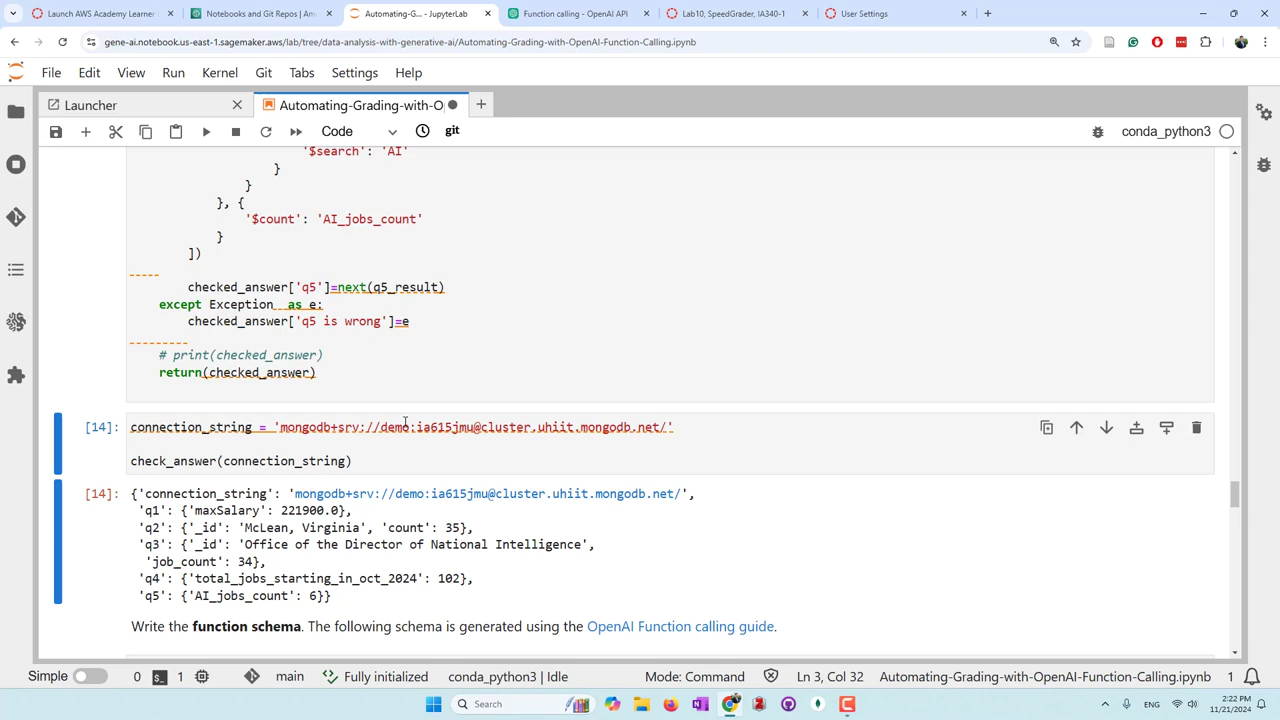 Launch AWS Academy Learner
Notebooks and Git Repos | Am
Automating-G... - JupyterLab
Function calling - OpenAI API
Lab10, SpeedGrader, IA340-1
User Settings
gene-ai.notebook.us-east-1.sagemaker.aws/lab/tree/data-analysis-with-generative-ai/Automating-Grading-with-OpenAI-Function-Calling.ipynb
File Edit View Run Kernel Git Tabs Settings Help
Launcher
Automating-Grading-with-O
Code
git
conda_python3
'$search': 'AI'
}
}
}, {
'$count': 'AI_jobs_count'
}
])
checked_answer['q5']=next(q5_result)
except Exception  as e:
checked_answer['q5 is wrong']=e
# print(checked_answer)
return(checked_answer)
[14]: connection_string = 'mongodb+srv://demo:ia615jmu@cluster.uhiit.mongodb.net/'
check_answer(connection_string)
[14]: {'connection_string': 'mongodb+srv://demo:ia615jmu@cluster.uhiit.mongodb.net/',
'q1': {'maxSalary': 221900.0},
'q2': {'_id': 'McLean, Virginia', 'count': 35},
'q3': {'_id': 'Office of the Director of National Intelligence',
'job_count': 34},
'q4': {'total_jobs_starting_in_oct_2024': 102},
'q5': {'AI_jobs_count': 6}}
Write the function schema. The following schema is generated using the OpenAI Function calling guide.
Simple 0 1 main Fully initialized conda_python3 | Idle Mode: Command Ln 3, Col 32 Automating-Grading-with-OpenAI-Function-Calling.ipynb 1
Search
ENG
2:22 PM
11/21/2024